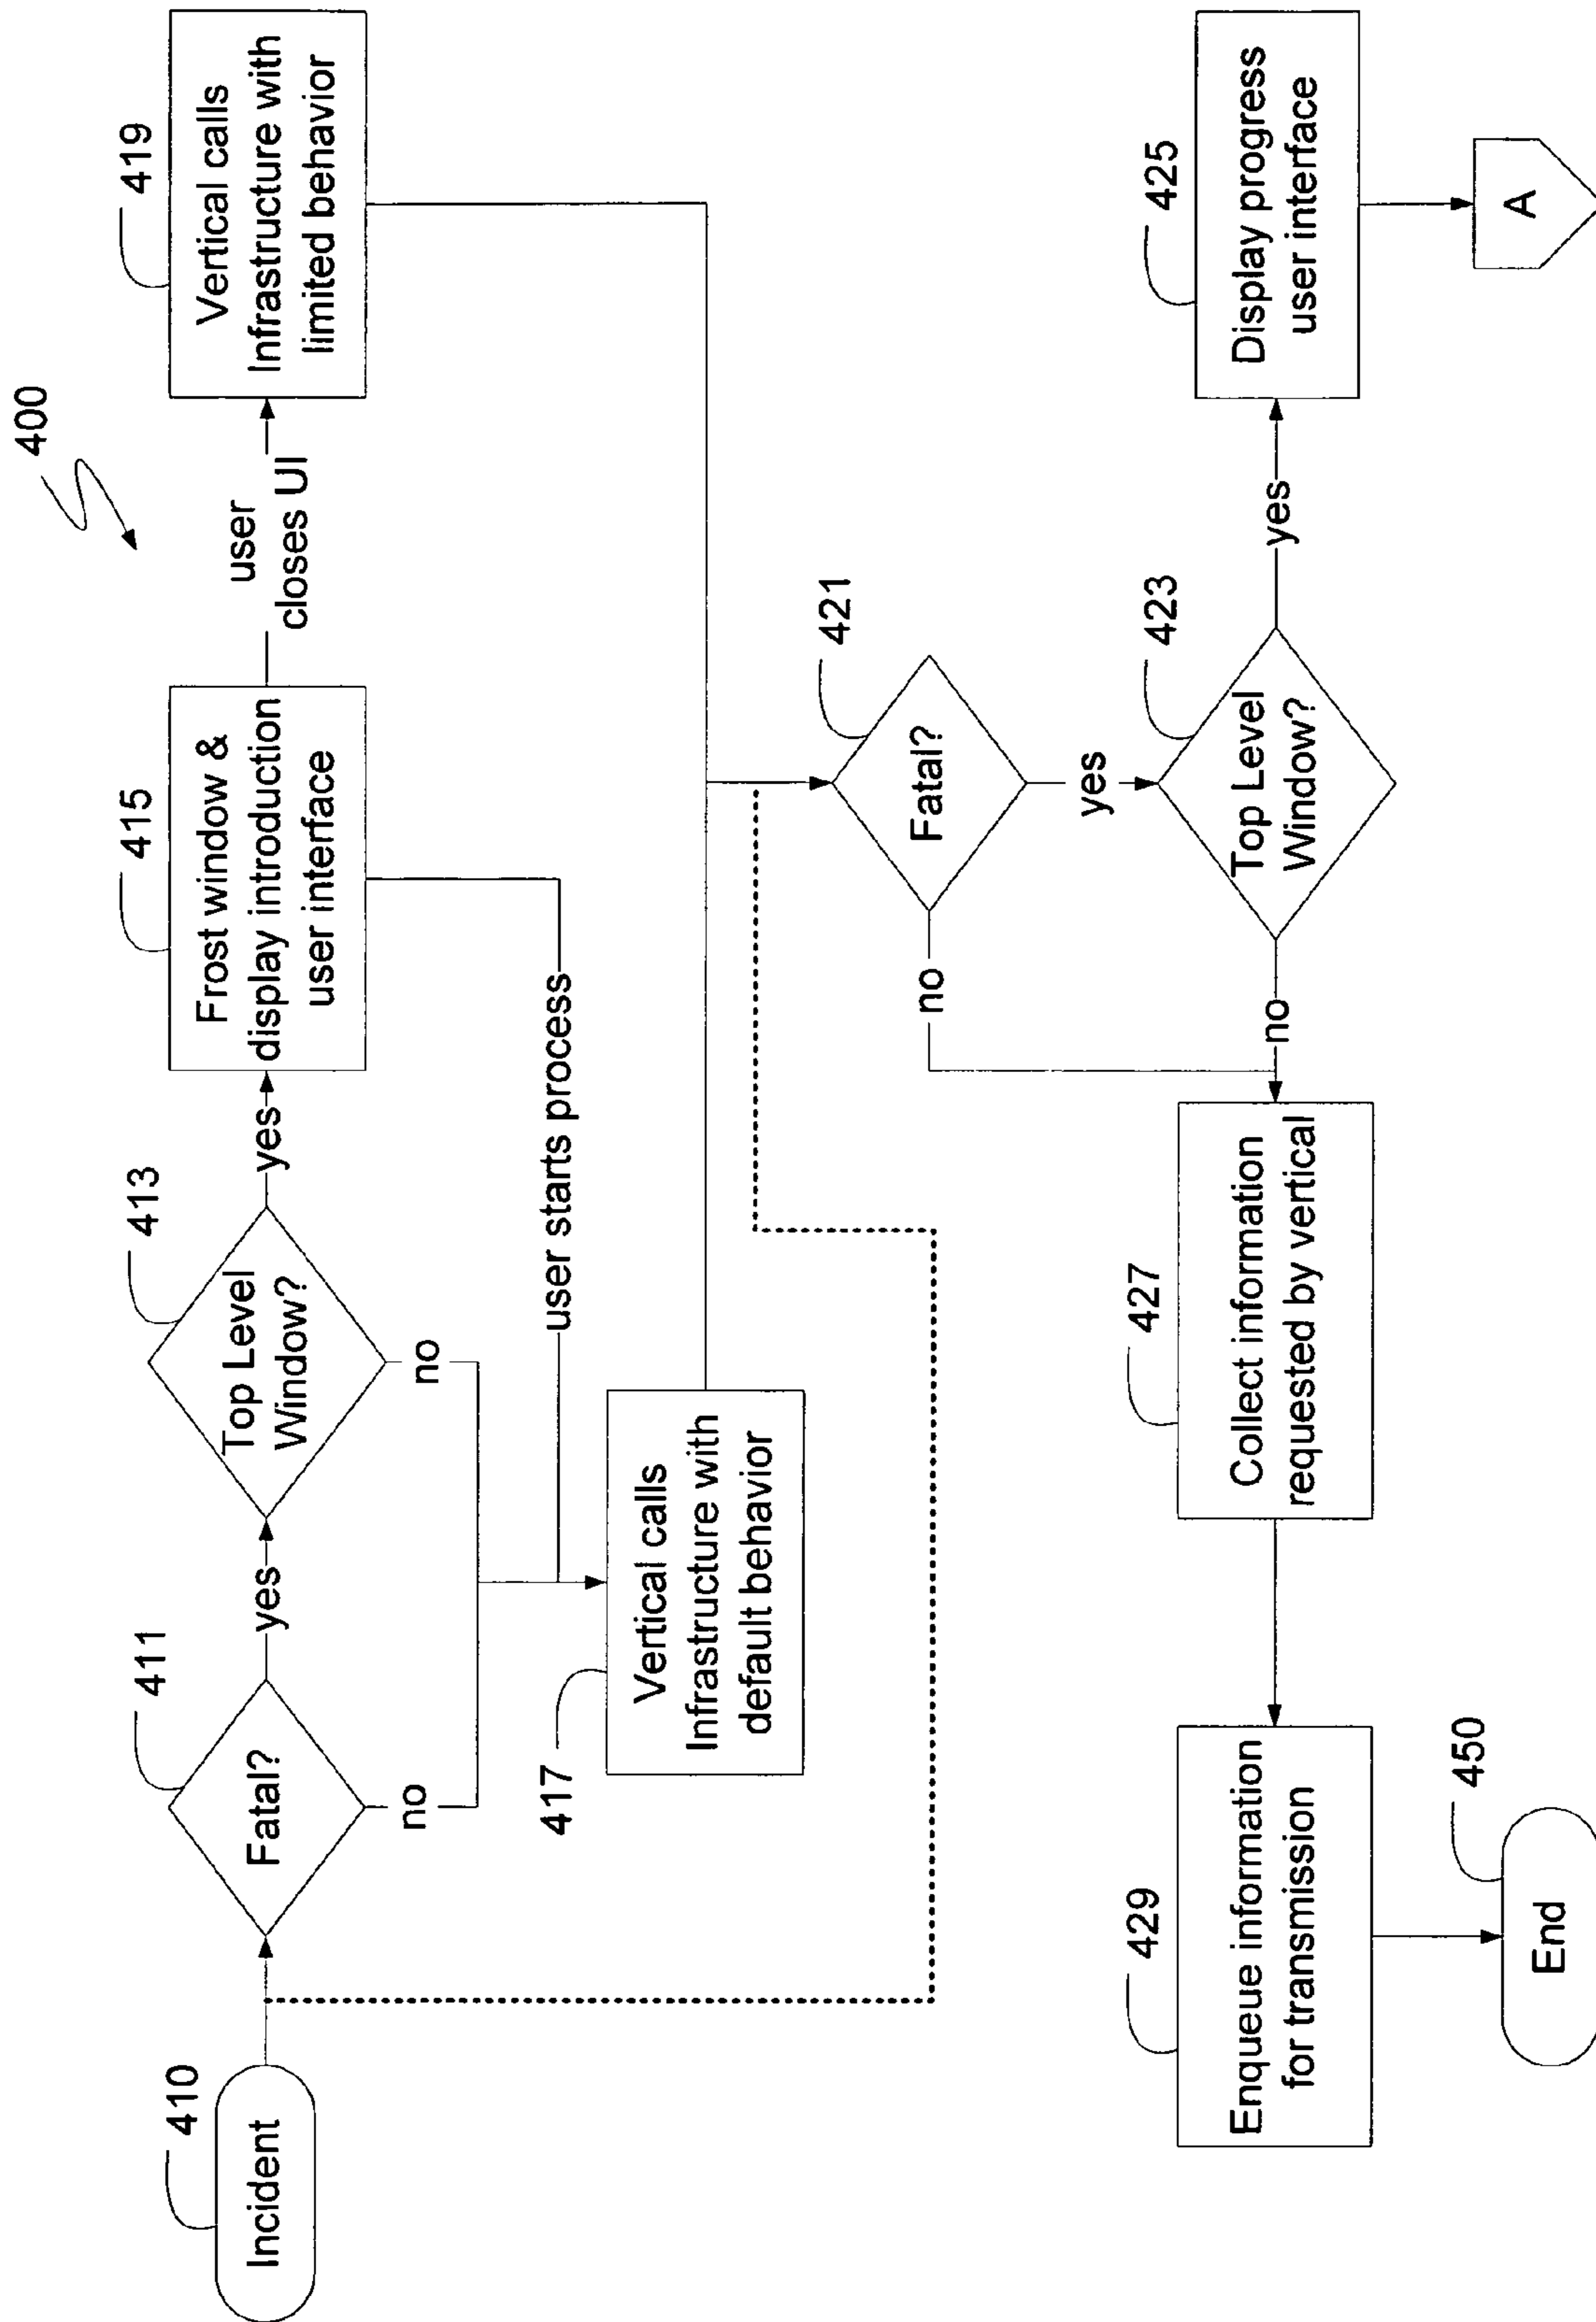 400
410
Incident
411
Fatal?
yes
no
413
Top Level
Window?
yes
no
415
Frost window &
display introduction
user interface
user
closes UI
user starts process
419
Vertical calls
Infrastructure with
limited behavior
417
Vertical calls
Infrastructure with
default behavior
421
Fatal?
no
yes
423
Top Level
Window?
no
yes
425
Display progress
user interface
A
427
Collect information
requested by vertical
429
Enqueue information
for transmission
450
End